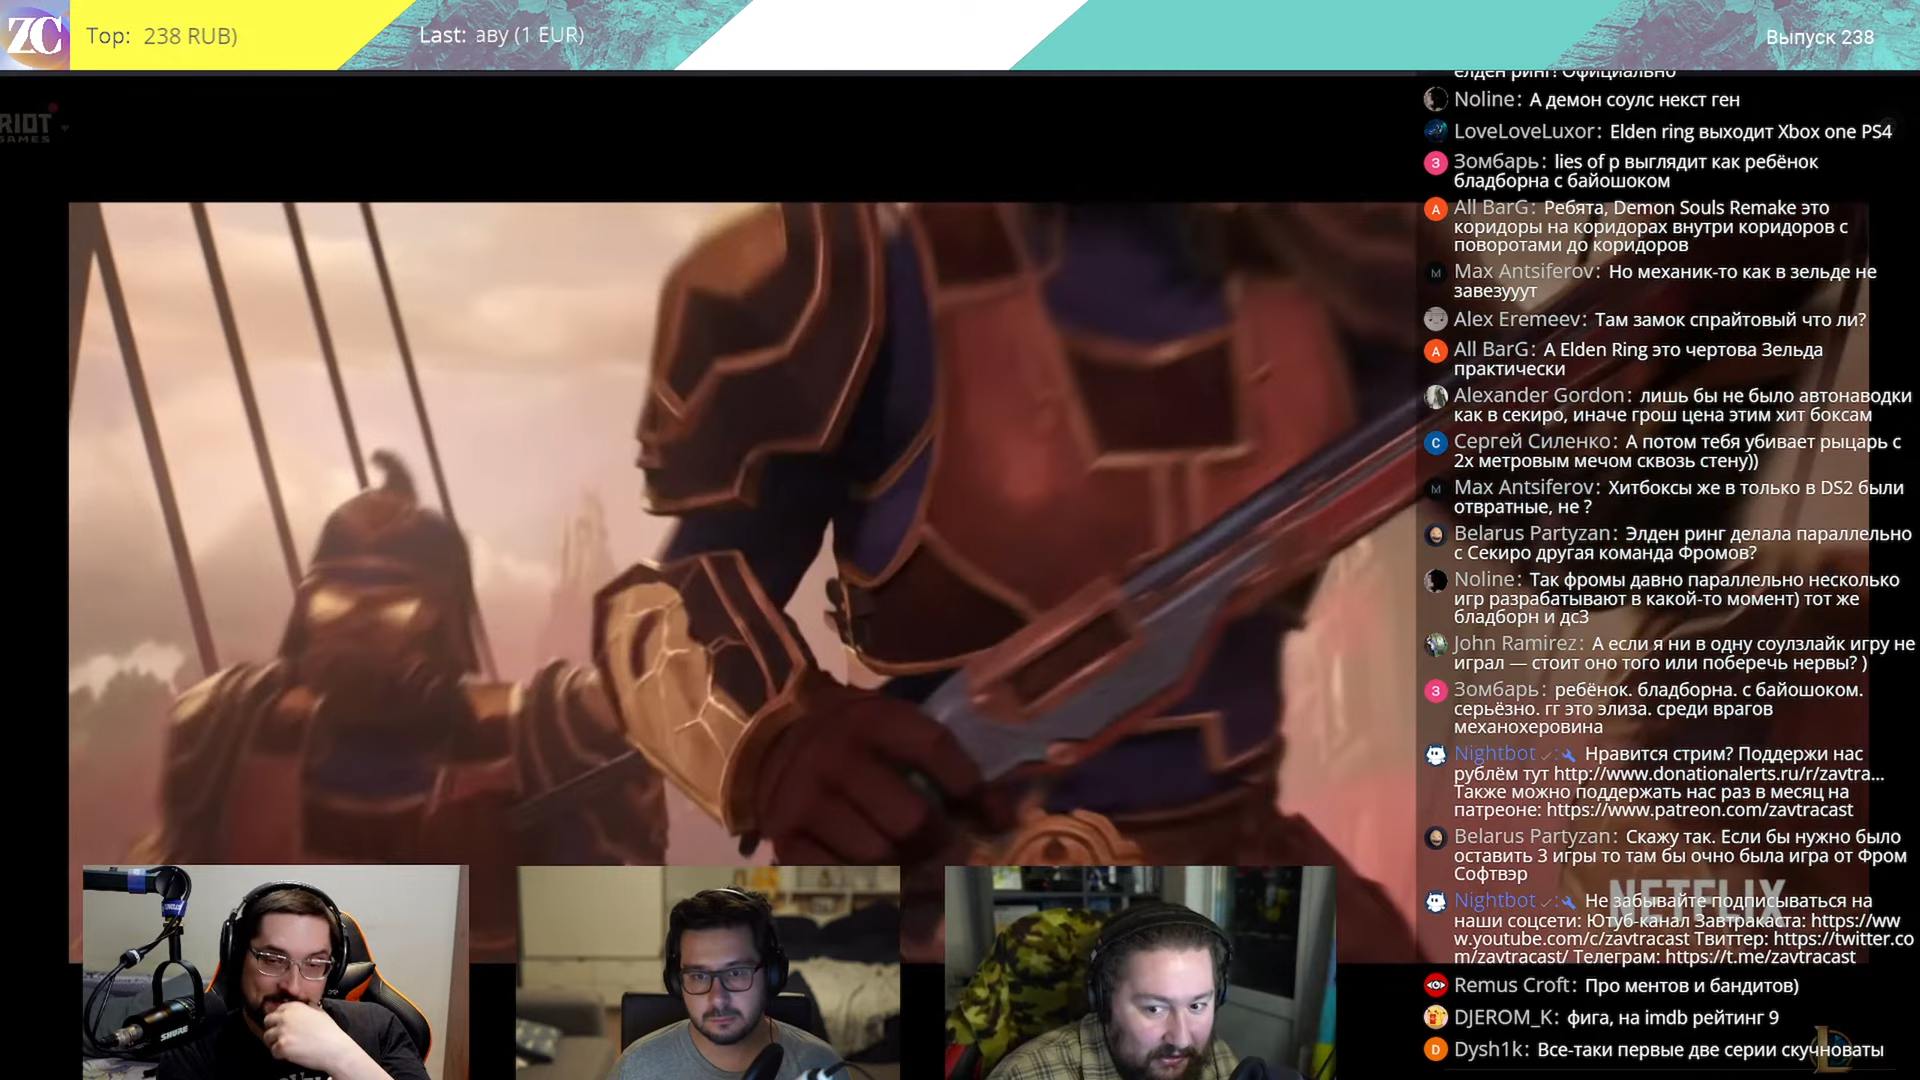 ZC
Top: 238 RUB)
Last: аву (1 EUR)
Выпуск 238
RIOT
GAMES
елден ринг! Официально
Noline: А демон соулс некст ген
LoveLoveLuxor: Elden ring выходит Xbox one PS4
З
Зомбарь: lies of p выглядит как ребёнок
бладборна с байошоком
A
All BarG: Ребята, Demon Souls Remake это
коридоры на коридорах внутри коридоров с
поворотами до коридоров
M
Max Antsiferov: Но механик-то как в зельде не
завезууут
Alex Eremeev: Там замок спрайтовый что ли?
A
All BarG: А Elden Ring это чертова Зельда
практически
Alexander Gordon: лишь бы не было автонаводки
как в секиро, иначе грош цена этим хит боксам
С
Сергей Силенко: А потом тебя убивает рыцарь с
2х метровым мечом сквозь стену))
M
Max Antsiferov: Хитбоксы же в только в DS2 были
отвратные, не ?
Belarus Partyzan: Элден ринг делала параллельно
с Секиро другая команда Фромов?
Noline: Так фромы давно параллельно несколько
игр разрабатывают в какой-то момент) тот же
бладборн и дс3
John Ramirez: А если я ни в одну соулзлайк игру не
играл — стоит оно того или поберечь нервы? )
З
Зомбарь: ребёнок. бладборна. с байошоком.
серьёзно. гг это элиза. среди врагов
механохеровина
Nightbot: Нравится стрим? Поддержи нас
рублём тут http://www.donationalerts.ru/r/zavtra...
Также можно поддержать нас раз в месяц на
патреоне: https://www.patreon.com/zavtracast
Belarus Partyzan: Скажу так. Если бы нужно было
оставить 3 игры то там бы очно была игра от Фром
Софтвэр
NETFLIX
Nightbot: Не забывайте подписываться на
наши соцсети: Ютуб-канал Завтракаста: https://ww
w.youtube.com/c/zavtracast Твиттер: https://twitter.co
m/zavtracast/ Телеграм: https://t.me/zavtracast
Remus Croft: Про ментов и бандитов)
DJEROM_K: фига, на imdb рейтинг 9
D
Dysh1k: Все-таки первые две серии скучноваты
SHURE